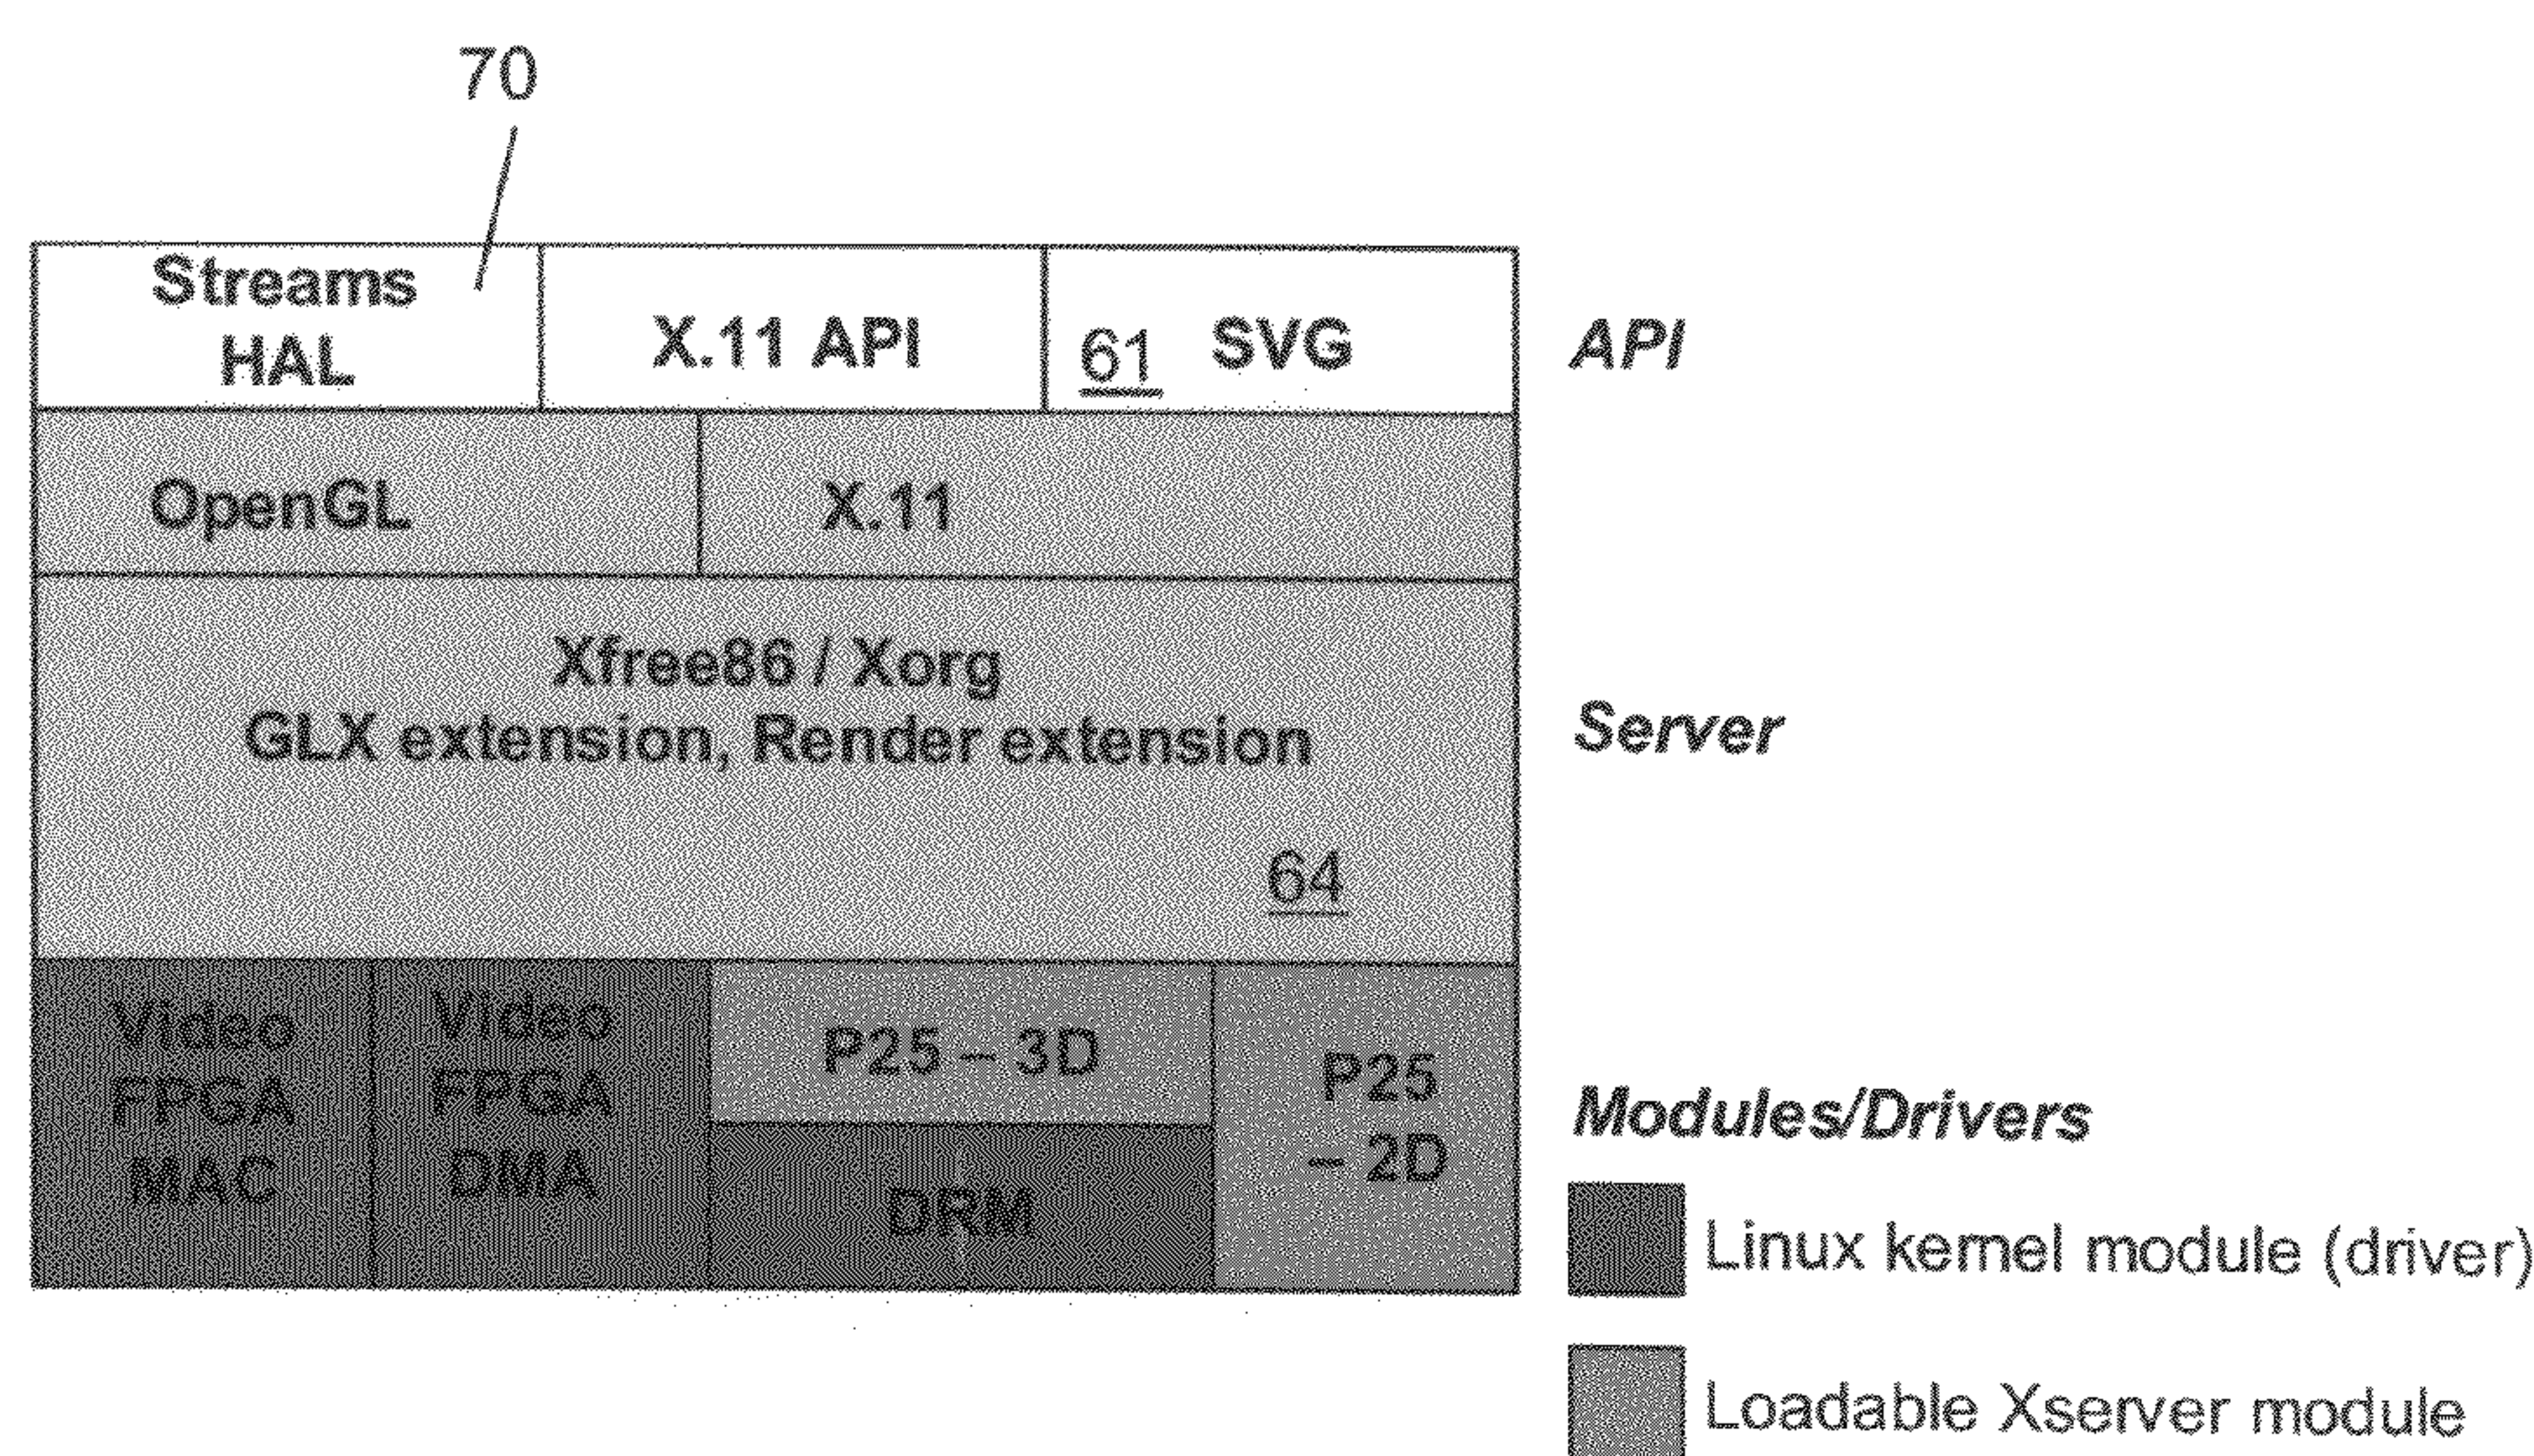 70
Streams
HAL
X.11 API
61 SVG
API
OpenGL
X.11
Xfree86 / Xorg
GLX extension, Render extension
64
Server
Video
FPGA
MAC
Video
FPGA
DMA
P25 – 3D
DRM
P25
– 2D
Modules/Drivers
Linux kernel module (driver)
Loadable Xserver module